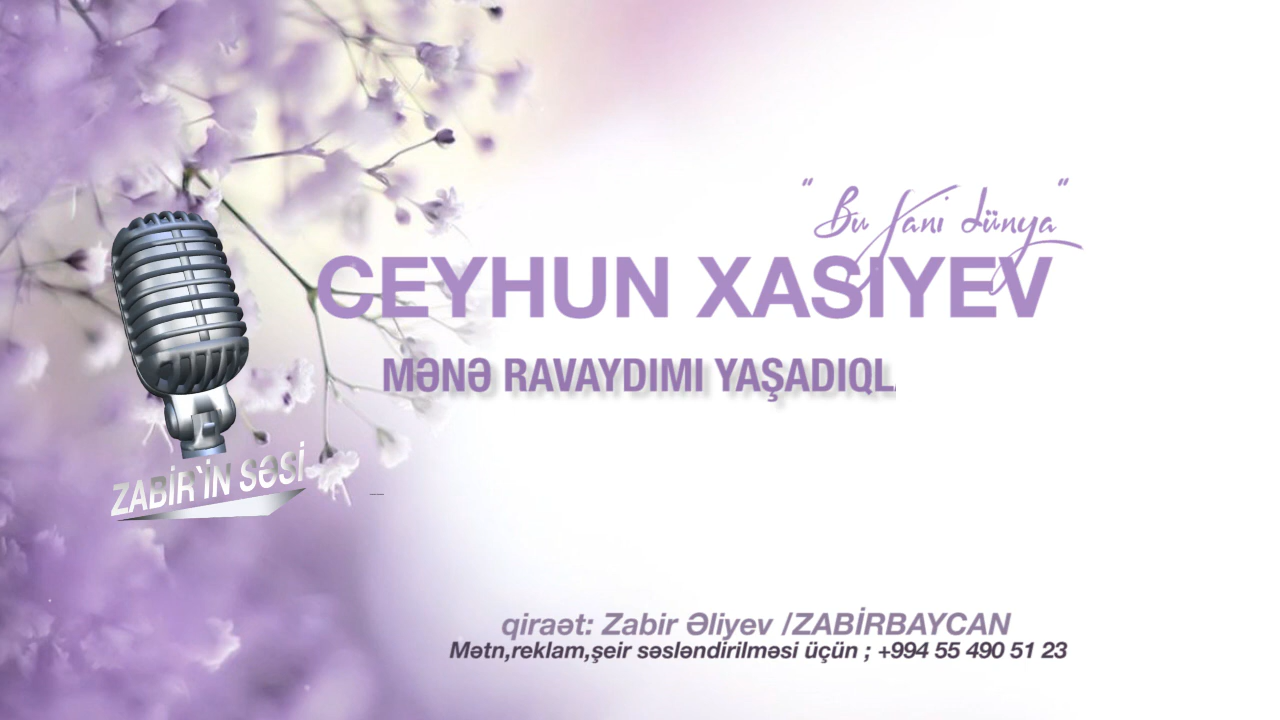 " Bu fani dünya "
CEYHUN XASIYEV
MƏNƏ RAVAYDIMI YAŞADIQL
ZABİR`İN SƏSİ
qiraət: Zabir Əliyev /ZABİRBAYCAN
Mətn,reklam,şeir səsləndirilməsi üçün ; +994 55 490 51 23